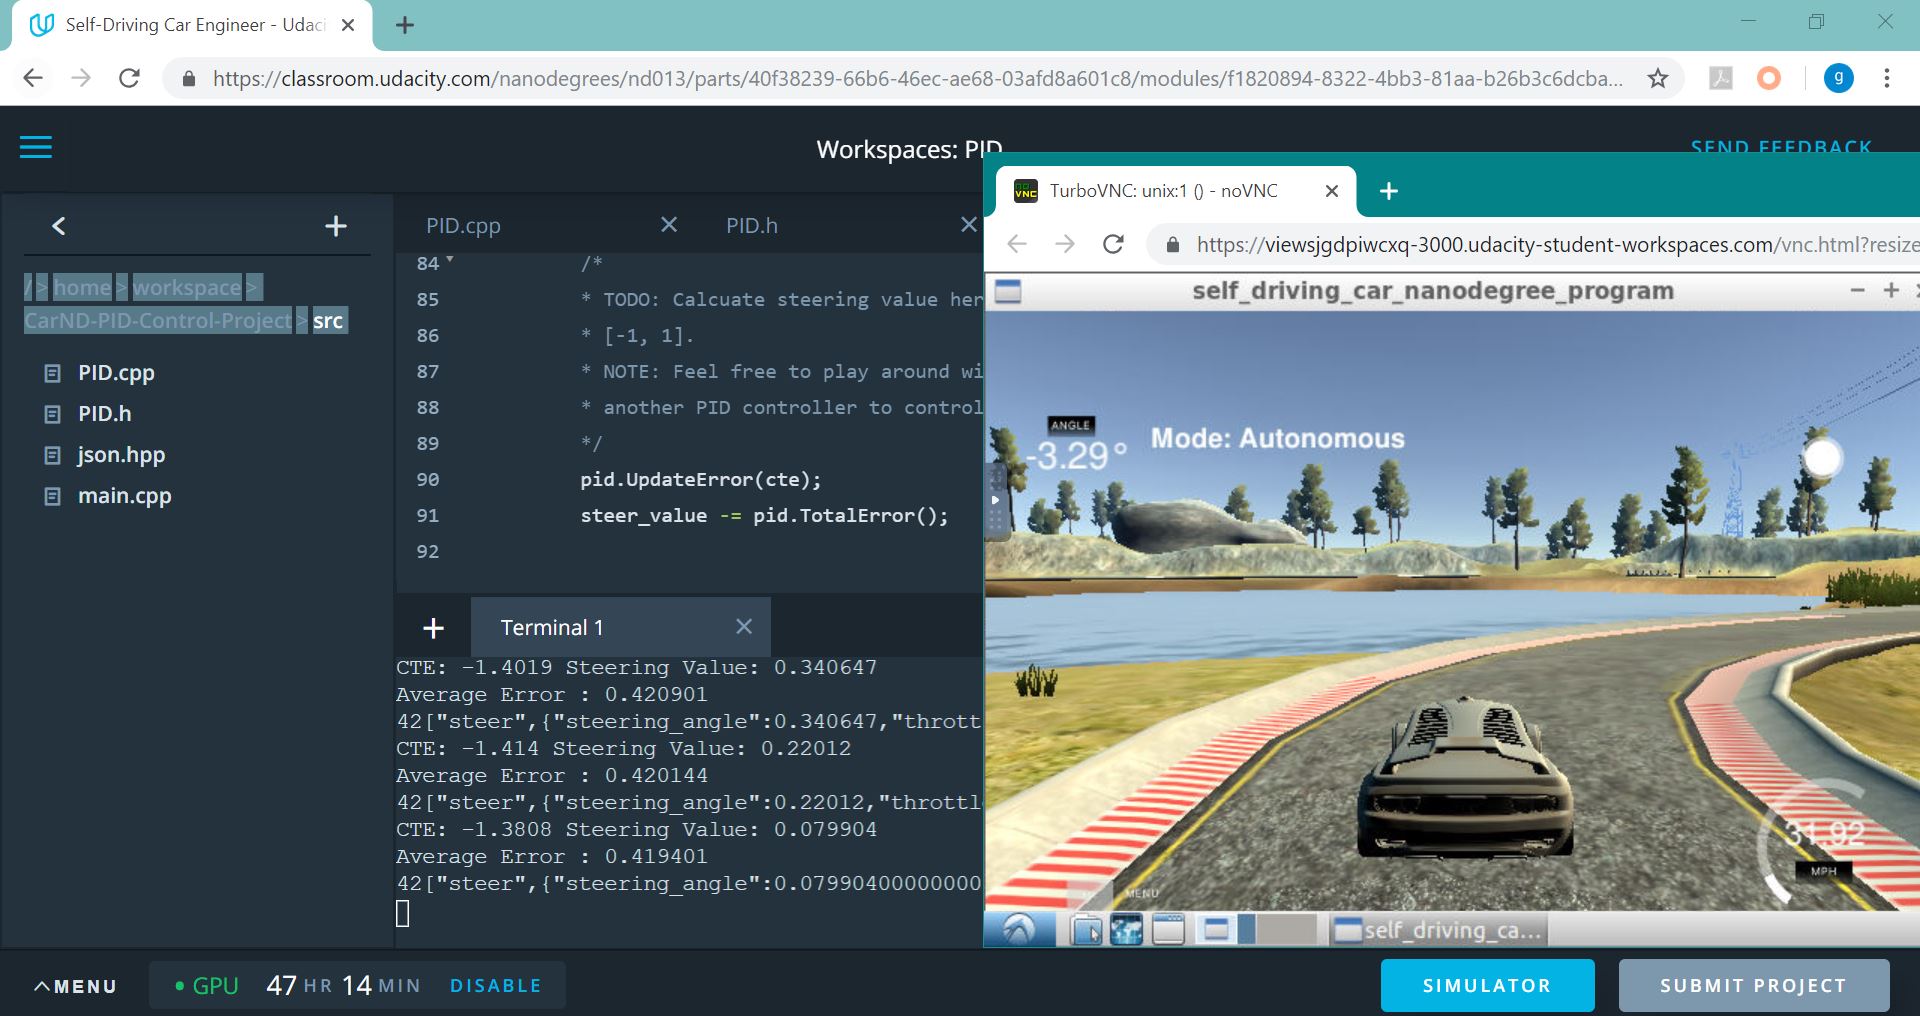 Self-Driving Car Engineer - Udaci
https://classroom.udacity.com/nanodegrees/nd013/parts/40f38239-66b6-46ec-ae68-03afd8a601c8/modules/f1820894-8322-4bb3-81aa-b26b3c6dcba...
g
Workspaces: PID
SEND FEEDBACK
/ > home > workspace >
CarND-PID-Control-Project > src
PID.cpp
PID.h
json.hpp
main.cpp
PID.cpp
PID.h
84 /*
85 * TODO: Calcuate steering value her
86 * [-1, 1].
87 * NOTE: Feel free to play around wi
88 * another PID controller to control
89 */
90 pid.UpdateError(cte);
91 steer_value -= pid.TotalError();
92
Terminal 1
CTE: -1.4019 Steering Value: 0.340647
Average Error : 0.420901
42["steer",{"steering_angle":0.340647,"thrott
CTE: -1.414 Steering Value: 0.22012
Average Error : 0.420144
42["steer",{"steering_angle":0.22012,"throttl
CTE: -1.3808 Steering Value: 0.079904
Average Error : 0.419401
42["steer",{"steering_angle":0.07990400000000
TurboVNC: unix:1 () - noVNC
https://viewsjgdpiwcxq-3000.udacity-student-workspaces.com/vnc.html?resize
self_driving_car_nanodegree_program
ANGLE
-3.29°
Mode: Autonomous
31.92
MPH
MENU
self_driving_ca...
MENU
GPU
47 HR 14 MIN
DISABLE
SIMULATOR
SUBMIT PROJECT